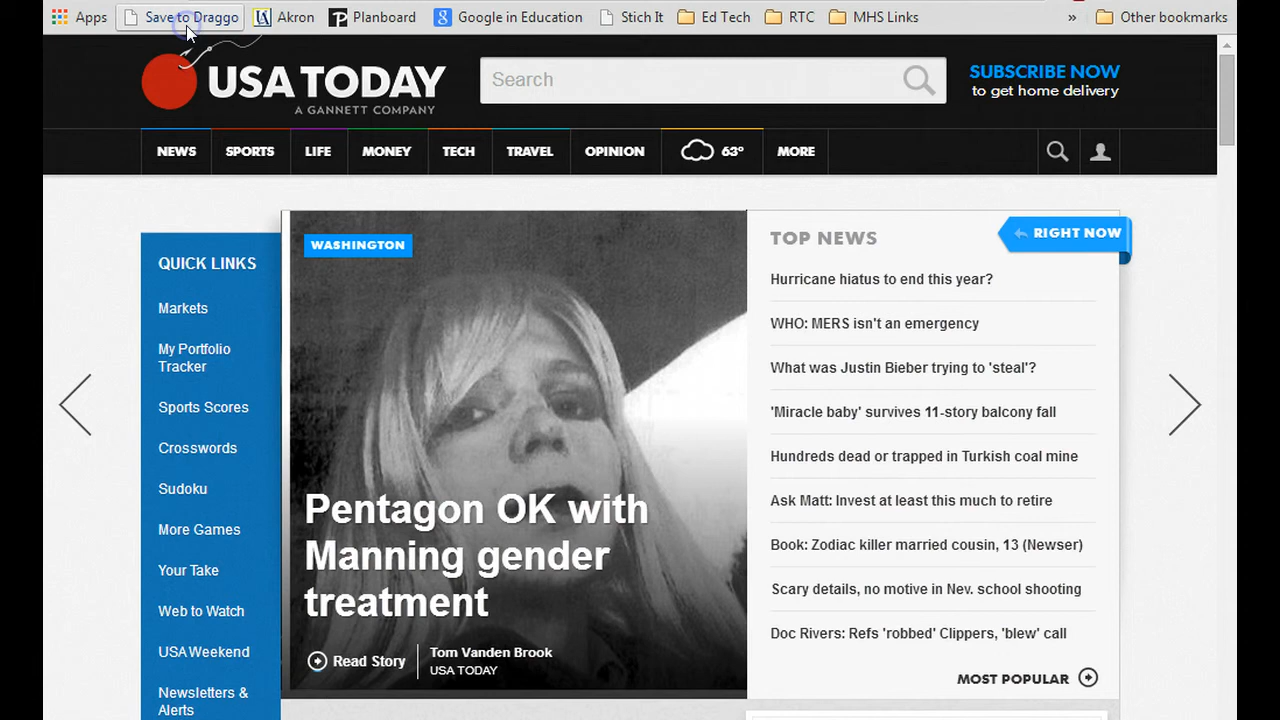 Apps Save to Draggo Akron Planboard Google in Education Stich It Ed Tech RTC MHS Links » Other bookmarks
USA TODAY
A GANNETT COMPANY
Search
SUBSCRIBE NOW
to get home delivery
NEWS SPORTS LIFE MONEY TECH TRAVEL OPINION 63° MORE
QUICK LINKS
Markets
My Portfolio
Tracker
Sports Scores
Crosswords
Sudoku
More Games
Your Take
Web to Watch
USA Weekend
Newsletters &
Alerts
WASHINGTON
Pentagon OK with
Manning gender
treatment
Read Story
Tom Vanden Brook
USA TODAY
TOP NEWS
RIGHT NOW
Hurricane hiatus to end this year?
WHO: MERS isn't an emergency
What was Justin Bieber trying to 'steal'?
'Miracle baby' survives 11-story balcony fall
Hundreds dead or trapped in Turkish coal mine
Ask Matt: Invest at least this much to retire
Book: Zodiac killer married cousin, 13 (Newser)
Scary details, no motive in Nev. school shooting
Doc Rivers: Refs 'robbed' Clippers, 'blew' call
MOST POPULAR